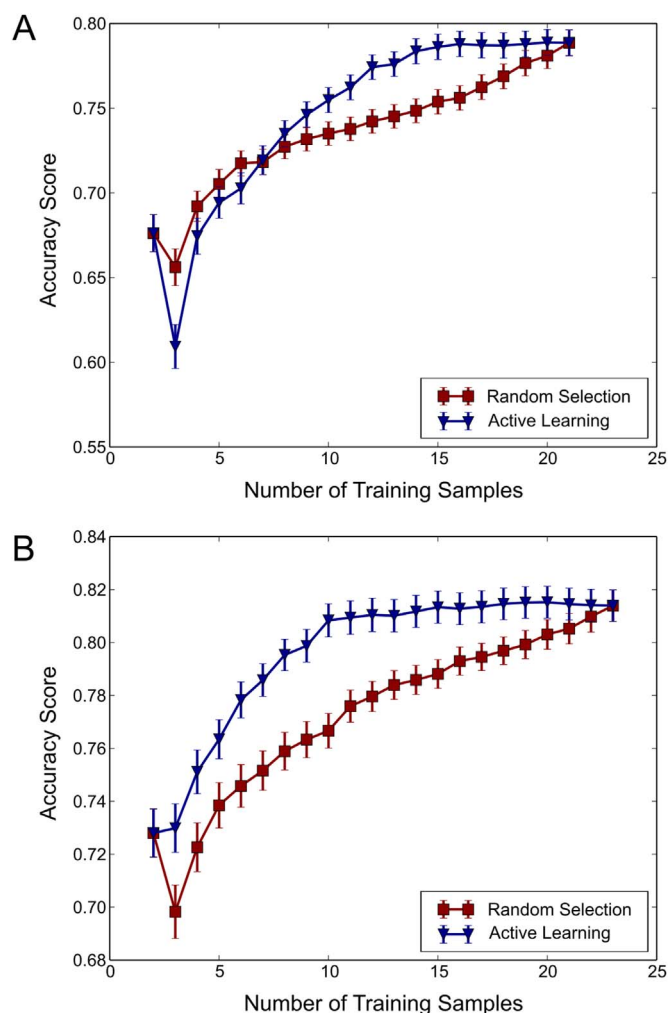 A
0.80
0.75
0.70
0.65
0.60
0.55
Accuracy Score
Random Selection
Active Learning
0 5 10 15 20 25
Number of Training Samples
B
0.84
0.82
0.80
0.78
0.76
0.74
0.72
0.70
0.68
Accuracy Score
Random Selection
Active Learning
0 5 10 15 20 25
Number of Training Samples